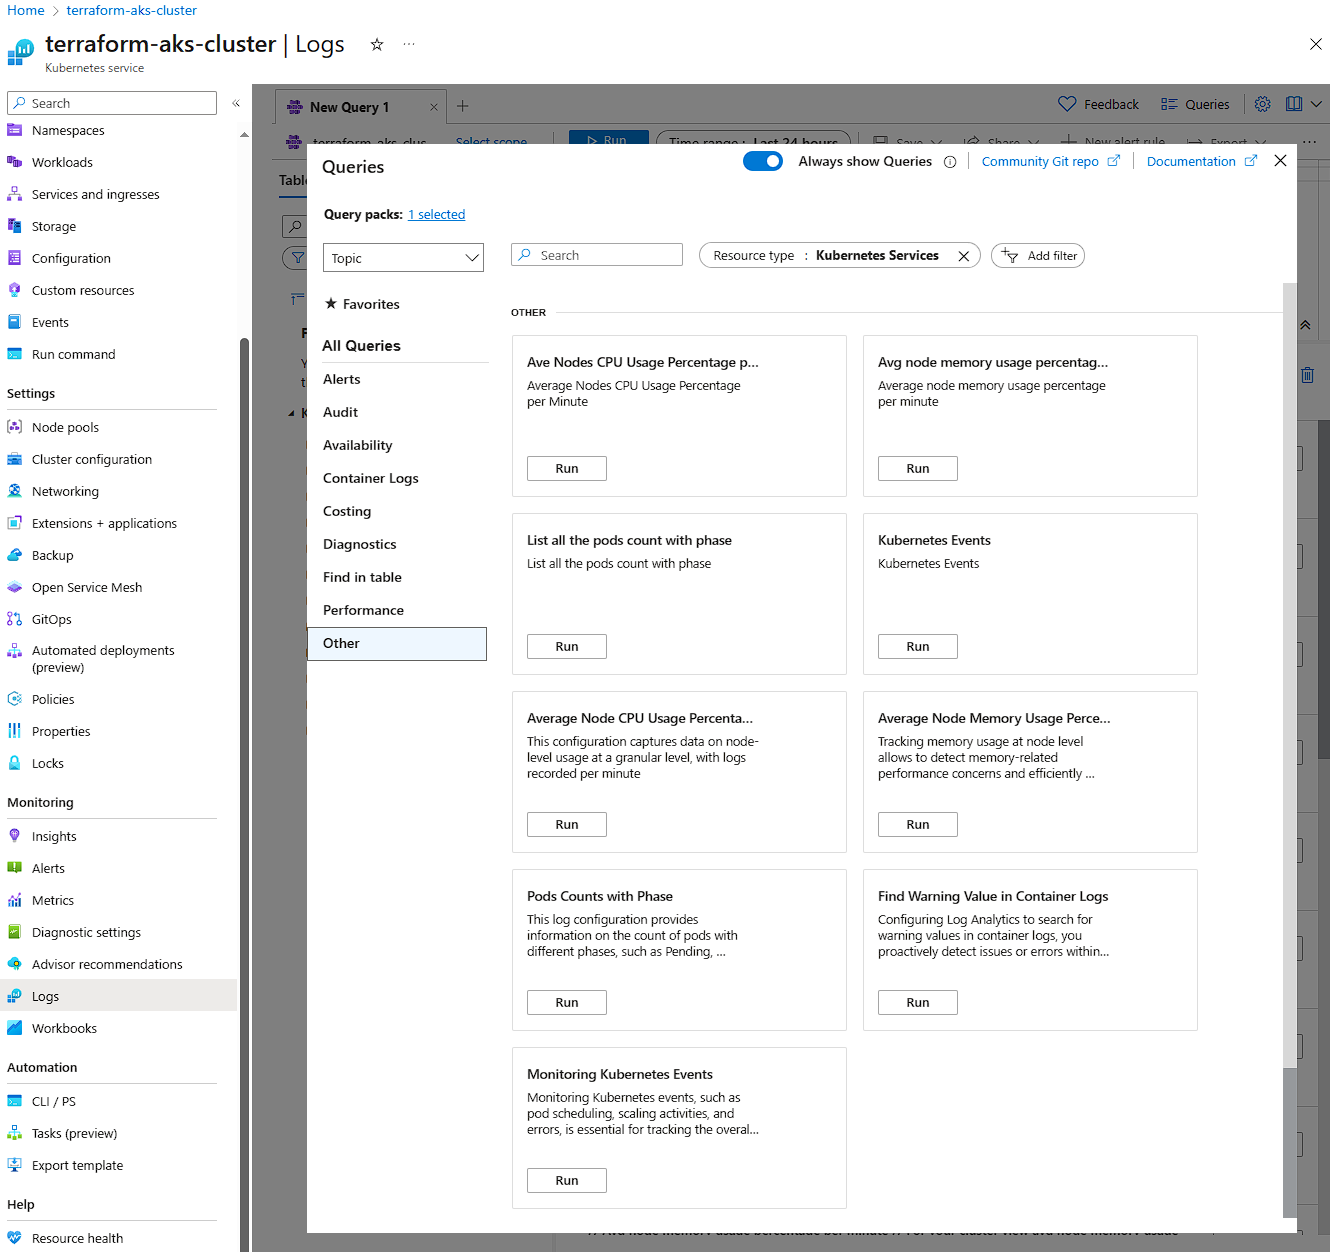 Home > terraform-aks-cluster
terraform-aks-cluster | Logs
Kubernetes service
Search
Namespaces
Workloads
Services and ingresses
Storage
Configuration
Custom resources
Events
Run command
Settings
Node pools
Cluster configuration
Networking
Extensions + applications
Backup
Open Service Mesh
GitOps
Automated deployments
(preview)
Policies
Properties
Locks
Monitoring
Insights
Alerts
Metrics
Diagnostic settings
Advisor recommendations
Logs
Workbooks
Automation
CLI / PS
Tasks (preview)
Export template
Help
Resource health
New Query 1
Feedback
Queries
terraform-aks-clus
Select scope
Run
Time range : Last 24 hours
Save
Share
New alert rule
Export
Queries
Always show Queries
Community Git repo
Documentation
Query packs: 1 selected
Topic
Search
Resource type : Kubernetes Services
Add filter
Favorites
All Queries
Alerts
Audit
Availability
Container Logs
Costing
Diagnostics
Find in table
Performance
Other
OTHER
Ave Nodes CPU Usage Percentage p...
Average Nodes CPU Usage Percentage
per Minute
Run
Avg node memory usage percentag...
Average node memory usage percentage
per minute
Run
List all the pods count with phase
List all the pods count with phase
Run
Kubernetes Events
Kubernetes Events
Run
Average Node CPU Usage Percenta...
This configuration captures data on node-
level usage at a granular level, with logs
recorded per minute
Run
Average Node Memory Usage Perce...
Tracking memory usage at node level
allows to detect memory-related
performance concerns and efficiently ...
Run
Pods Counts with Phase
This log configuration provides
information on the count of pods with
different phases, such as Pending, ...
Run
Find Warning Value in Container Logs
Configuring Log Analytics to search for
warning values in container logs, you
proactively detect issues or errors within...
Run
Monitoring Kubernetes Events
Monitoring Kubernetes events, such as
pod scheduling, scaling activities, and
errors, is essential for tracking the overal...
Run